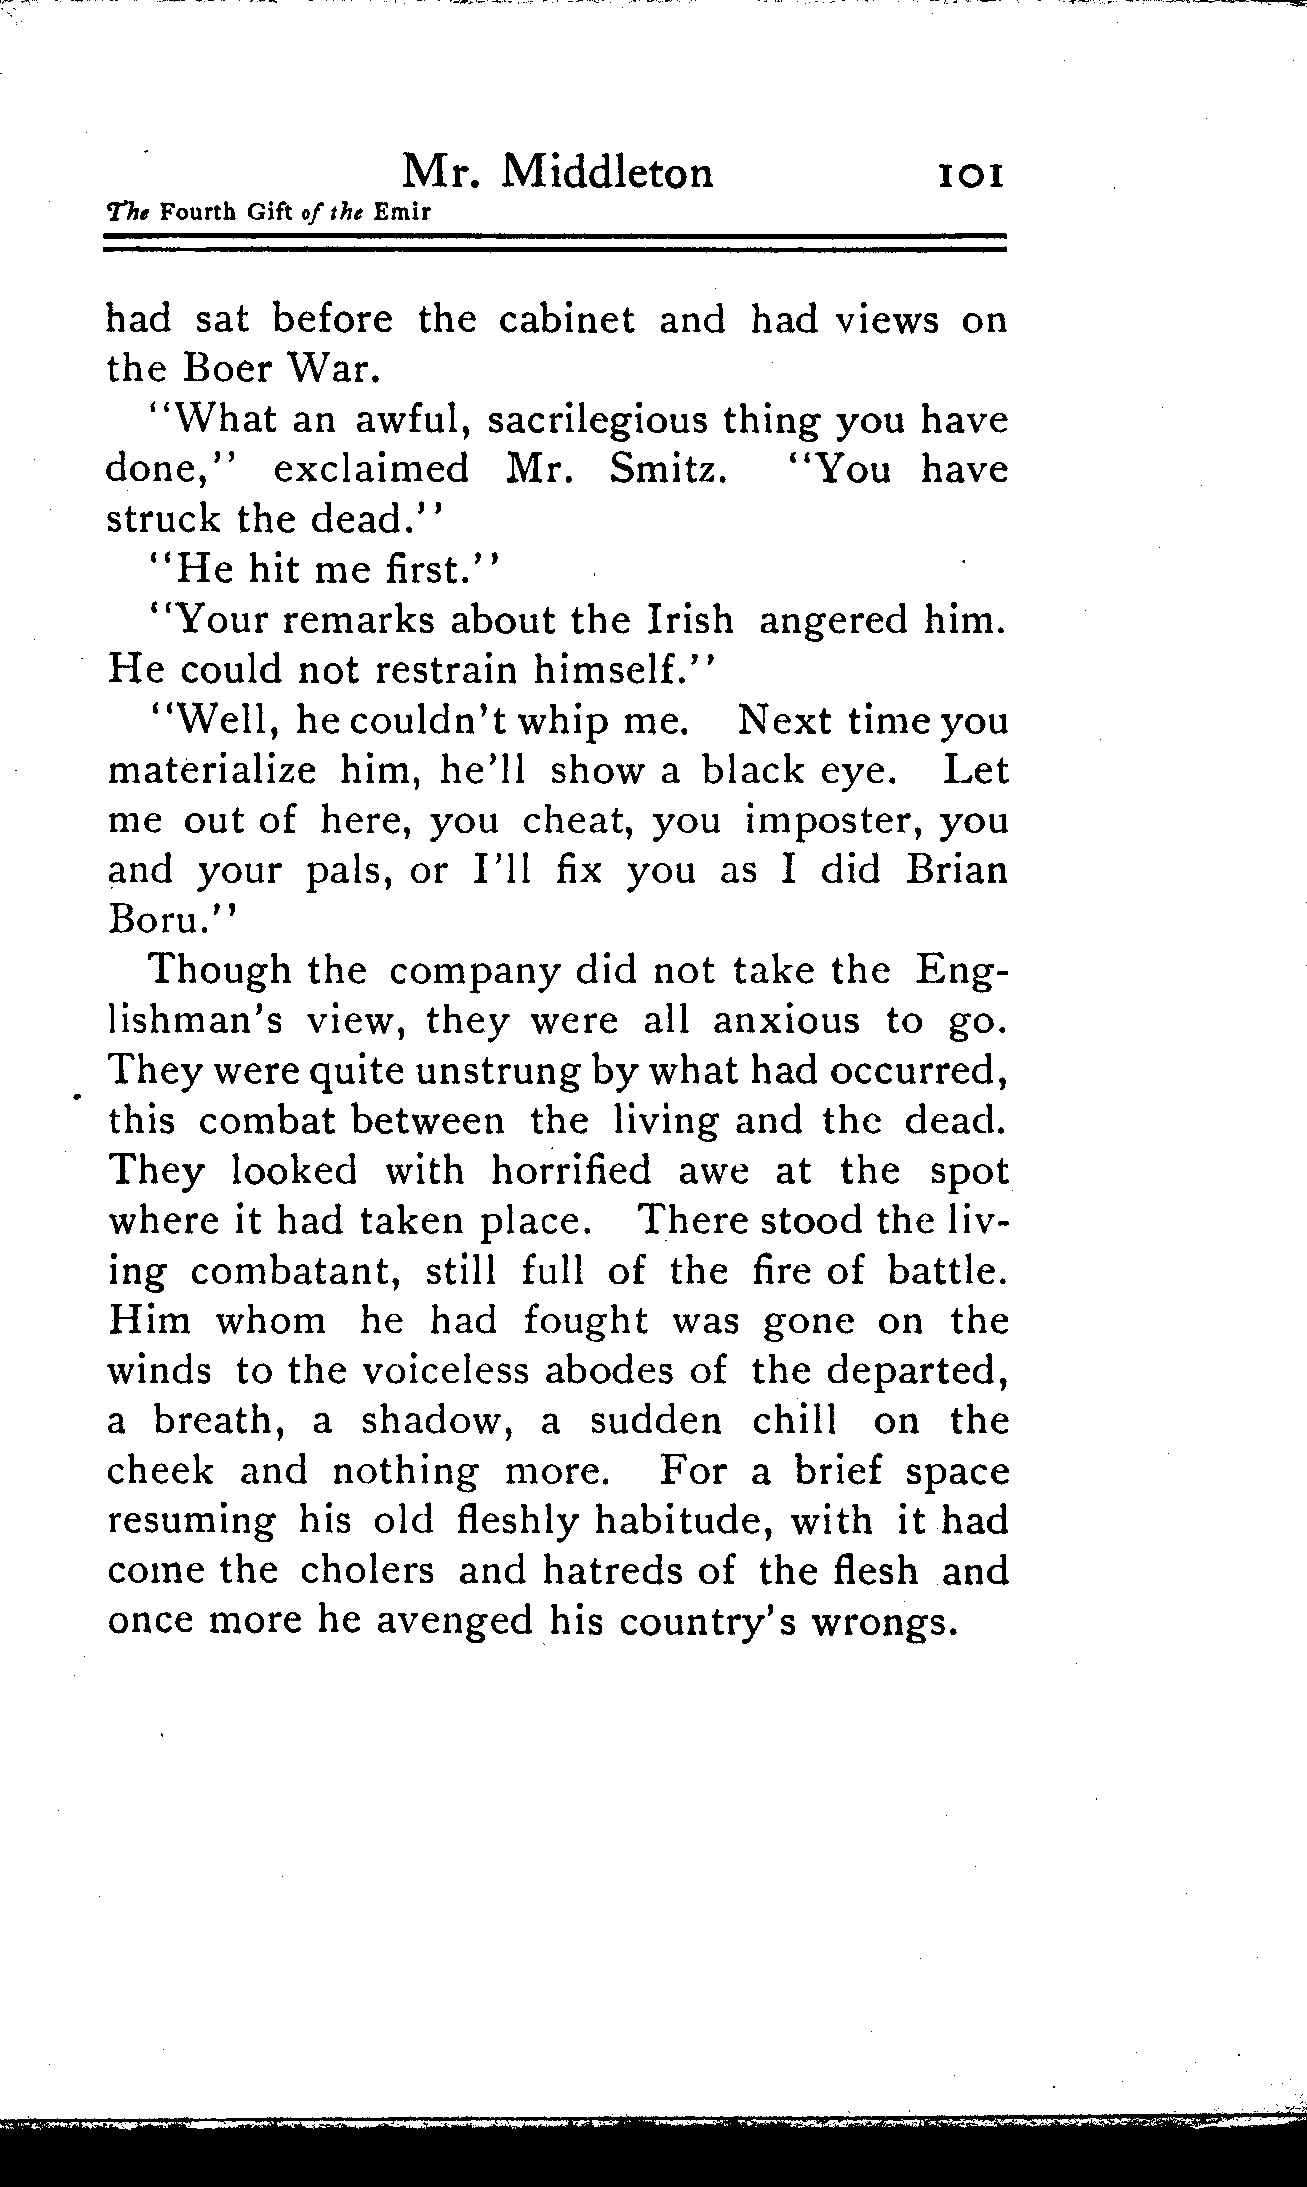 Mr. Middleton 101
The Fourth Gift of the Emir
had sat before the cabinet and had views on
the Boer War.
"What an awful, sacrilegious thing you have
done," exclaimed Mr. Smitz. "You have
struck the dead."
"He hit me first."
"Your remarks about the Irish angered him.
He could not restrain himself."
"Well, he couldn't whip me. Next time you
materialize him, he'll show a black eye. Let
me out of here, you cheat, you imposter, you
and your pals, or I'll fix you as I did Brian
Boru."
Though the company did not take the Eng-
lishman's view, they were all anxious to go.
They were quite unstrung by what had occurred,
this combat between the living and the dead.
They looked with horrified awe at the spot
where it had taken place. There stood the liv-
ing combatant, still full of the fire of battle.
Him whom he had fought was gone on the
winds to the voiceless abodes of the departed,
a breath, a shadow, a sudden chill on the
cheek and nothing more. For a brief space
resuming his old fleshly habitude, with it had
come the cholers and hatreds of the flesh and
once more he avenged his country's wrongs.